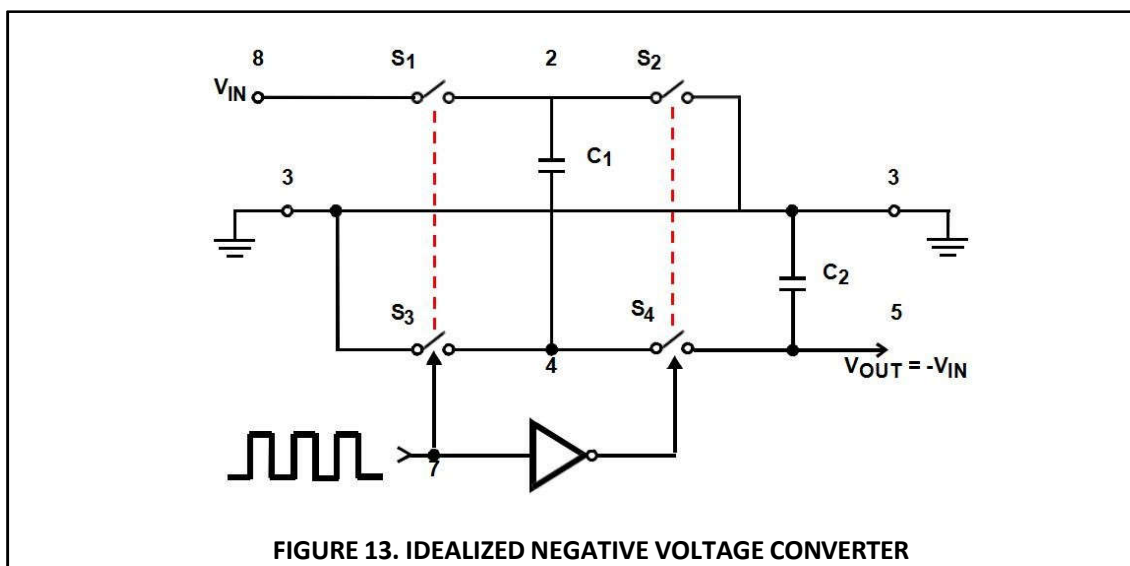 8 S1 2 S2
VIN
C1
3 3
C2
S3 S4 5
4 VOUT = -VIN
7
FIGURE 13. IDEALIZED NEGATIVE VOLTAGE CONVERTER